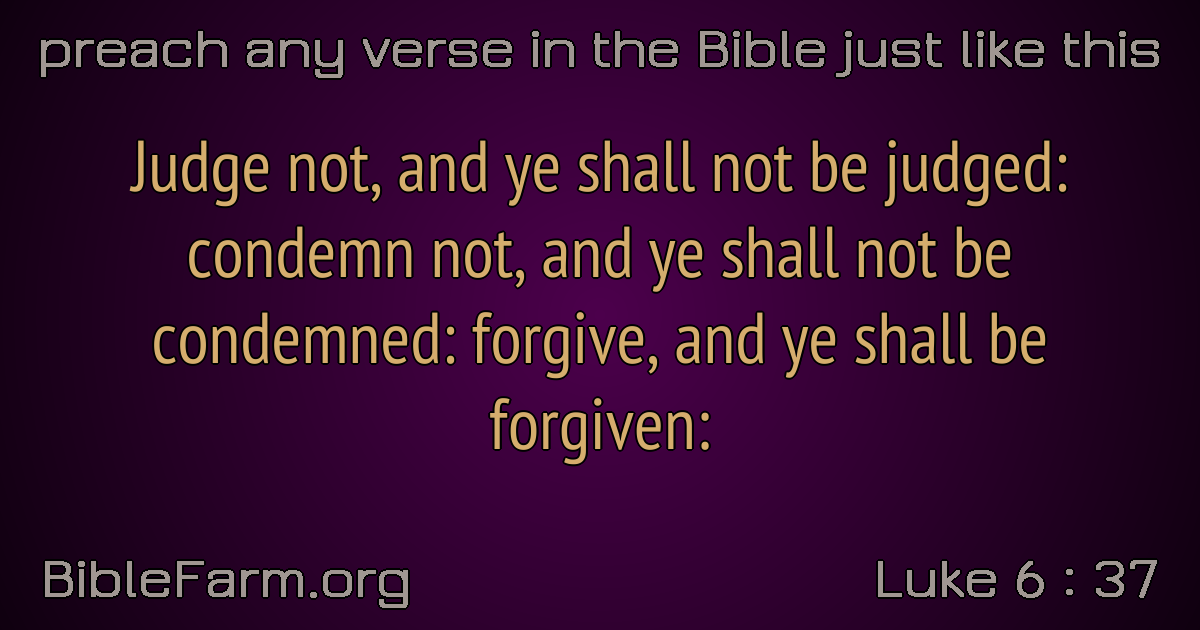 preach any verse in the Bible just like this
Judge not, and ye shall not be judged:
condemn not, and ye shall not be
condemned: forgive, and ye shall be
forgiven:
BibleFarm.org
Luke 6 : 37